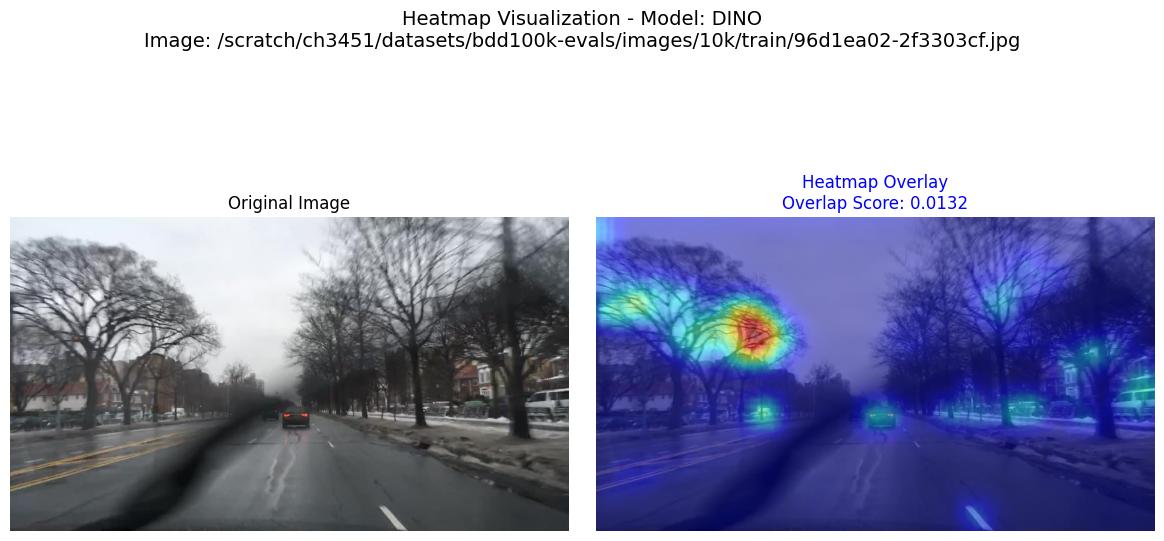 Heatmap Visualization - Model: DINO
Image: /scratch/ch3451/datasets/bdd100k-evals/images/10k/train/96d1ea02-2f3303cf.jpg
Original Image
Heatmap Overlay
Overlap Score: 0.0132